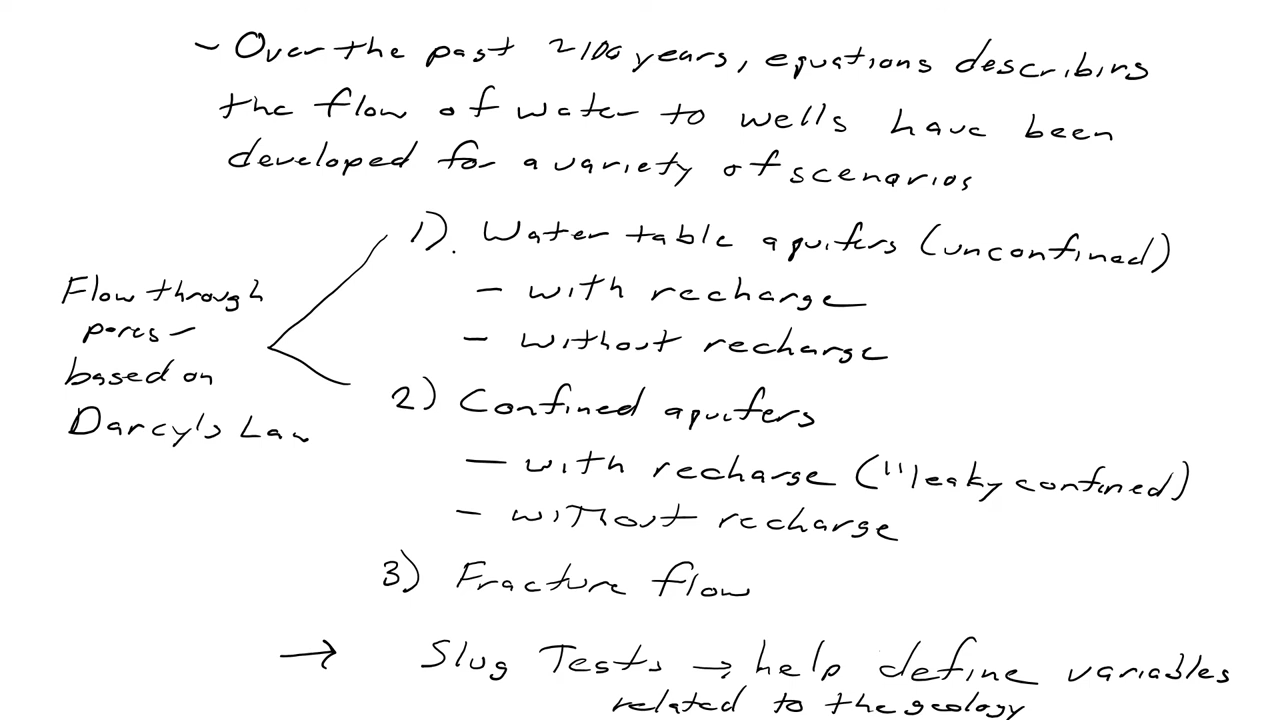 - Over the past ~100 years, equations describing
the flow of water to wells have been
developed for a variety of scenarios
1). Water table aquifers (unconfined)
- with recharge
- without recharge
Flow through
pores -
based on
Darcy's Law
2) Confined aquifers
- with recharge ("leaky confined)
- without recharge
3) Fracture flow
→ Slug Tests → help define variables
related to the geology